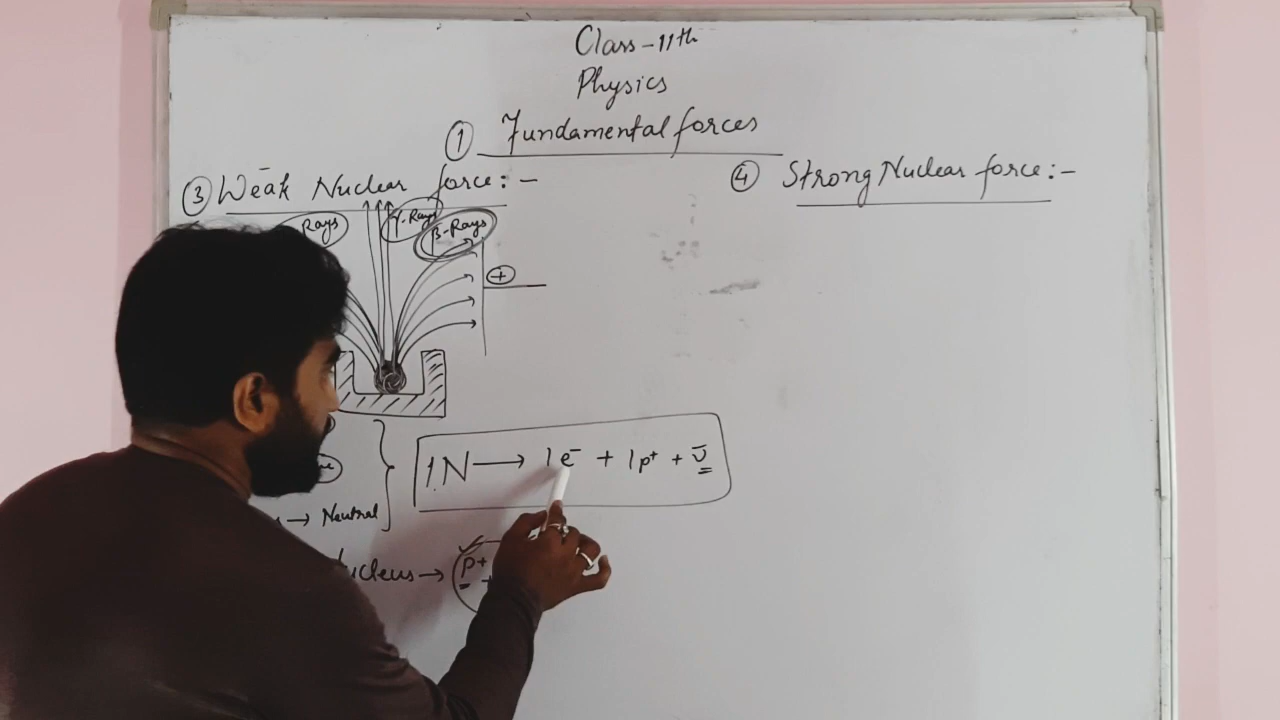 Class-11th
Physics
① Fundamental forces
③ Weak Nuclear force:-
④ Strong Nuclear force:-
Rays
γ-Rays
β-Rays
+
1N → 1e⁻ + 1p⁺ + ν̄
→ Neutral
→ p+